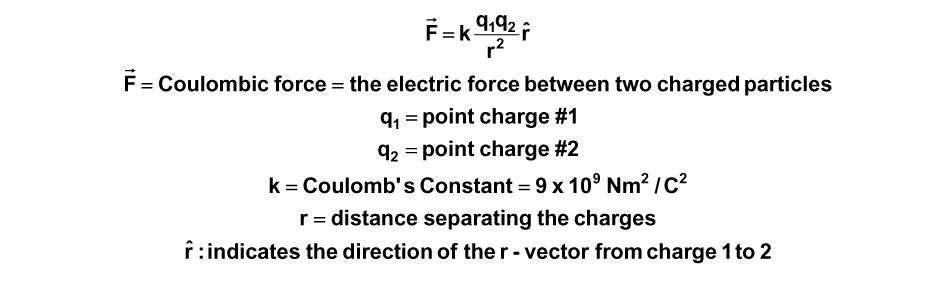 F⃗ = k q₁q₂ / r² r̂
F⃗ = Coulombic force = the electric force between two charged particles
q₁ = point charge #1
q₂ = point charge #2
k = Coulomb's Constant = 9 x 10⁹ Nm² / C²
r = distance separating the charges
r̂ : indicates the direction of the r - vector from charge 1 to 2